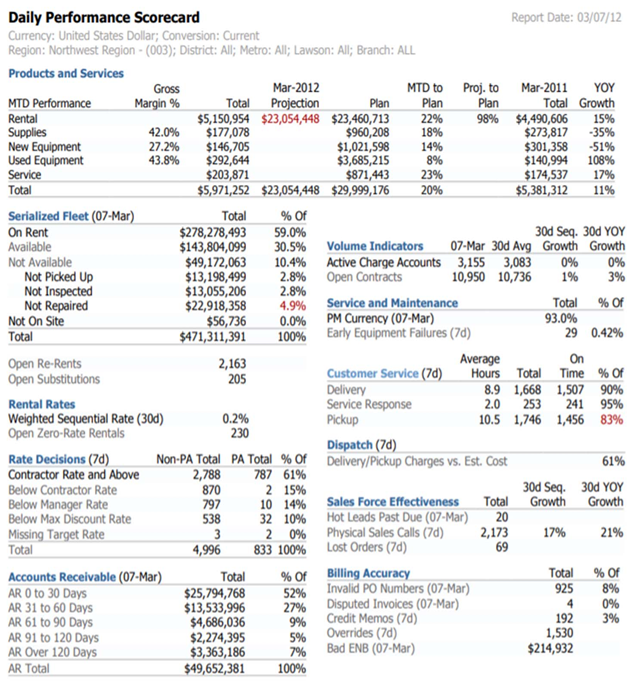 Daily Performance Scorecard
Report Date: 03/07/12
Currency: United States Dollar; Conversion: Current
Region: Northwest Region - (003); District: All; Metro: All; Lawson: All; Branch: ALL
Products and Services
Gross Mar-2012 MTD to Proj. to Mar-2011 YOY
MTD Performance Margin % Total Projection Plan Plan Plan Total Growth
Rental $5,150,954 $23,054,448 $23,460,713 22% 98% $4,490,606 15%
Supplies 42.0% $177,078 $960,208 18% $273,817 -35%
New Equipment 27.2% $146,705 $1,021,598 14% $301,358 -51%
Used Equipment 43.8% $292,644 $3,685,215 8% $140,994 108%
Service $203,871 $871,443 23% $174,537 17%
Total $5,971,252 $23,054,448 $29,999,176 20% $5,381,312 11%
Serialized Fleet (07-Mar) Total % Of
On Rent $278,278,493 59.0%
Available $143,804,099 30.5%
Not Available $49,172,063 10.4%
Not Picked Up $13,198,499 2.8%
Not Inspected $13,055,206 2.8%
Not Repaired $22,918,358 4.9%
Not On Site $56,736 0.0%
Total $471,311,391 100%
Open Re-Rents 2,163
Open Substitutions 205
Rental Rates
Weighted Sequential Rate (30d) 0.2%
Open Zero-Rate Rentals 230
Rate Decisions (7d) Non-PA Total PA Total % Of
Contractor Rate and Above 2,788 787 61%
Below Contractor Rate 870 2 15%
Below Manager Rate 797 10 14%
Below Max Discount Rate 538 32 10%
Missing Target Rate 3 2 0%
Total 4,996 833 100%
Accounts Receivable (07-Mar) Total % Of
AR 0 to 30 Days $25,794,768 52%
AR 31 to 60 Days $13,533,996 27%
AR 61 to 90 Days $4,686,036 9%
AR 91 to 120 Days $2,274,395 5%
AR Over 120 Days $3,363,186 7%
AR Total $49,652,381 100%
30d Seq. 30d YOY
Volume Indicators 07-Mar 30d Avg Growth Growth
Active Charge Accounts 3,155 3,083 0% 0%
Open Contracts 10,950 10,736 1% 3%
Service and Maintenance Total % Of
PM Currency (07-Mar) 93.0%
Early Equipment Failures (7d) 29 0.42%
Average On
Customer Service (7d) Hours Total Time % Of
Delivery 8.9 1,668 1,507 90%
Service Response 2.0 253 241 95%
Pickup 10.5 1,746 1,456 83%
Dispatch (7d)
Delivery/Pickup Charges vs. Est. Cost 61%
30d Seq. 30d YOY
Sales Force Effectiveness Total Growth Growth
Hot Leads Past Due (07-Mar) 20
Physical Sales Calls (7d) 2,173 17% 21%
Lost Orders (7d) 69
Billing Accuracy Total % Of
Invalid PO Numbers (07-Mar) 925 8%
Disputed Invoices (07-Mar) 4 0%
Credit Memos (7d) 192 3%
Overrides (7d) 1,530
Bad ENB (07-Mar) $214,932